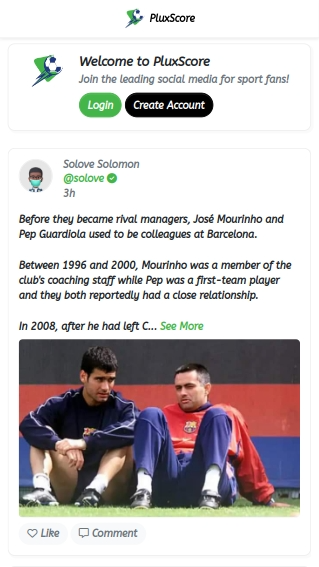 PluxScore
Welcome to PluxScore
Join the leading social media for sport fans!
Login Create Account
Solove Solomon
@solove
3h
Before they became rival managers, José Mourinho and
Pep Guardiola used to be colleagues at Barcelona.
Between 1996 and 2000, Mourinho was a member of the
club's coaching staff while Pep was a first-team player
and they both reportedly had a close relationship.
In 2008, after he had left C... See More
Like Comment